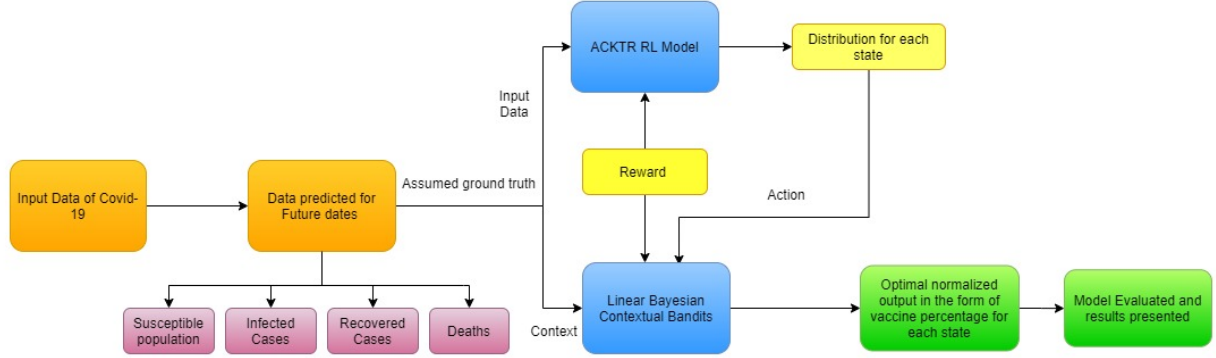 Input Data of Covid-
19
Data predicted for
Future dates
Susceptible
population
Infected
Cases
Recovered
Cases
Deaths
Assumed ground truth
Input
Data
Context
ACKTR RL Model
Distribution for each
state
Reward
Action
Linear Bayesian
Contextual Bandits
Optimal normalized
output in the form of
vaccine percentage for
each state
Model Evaluated and
results presented